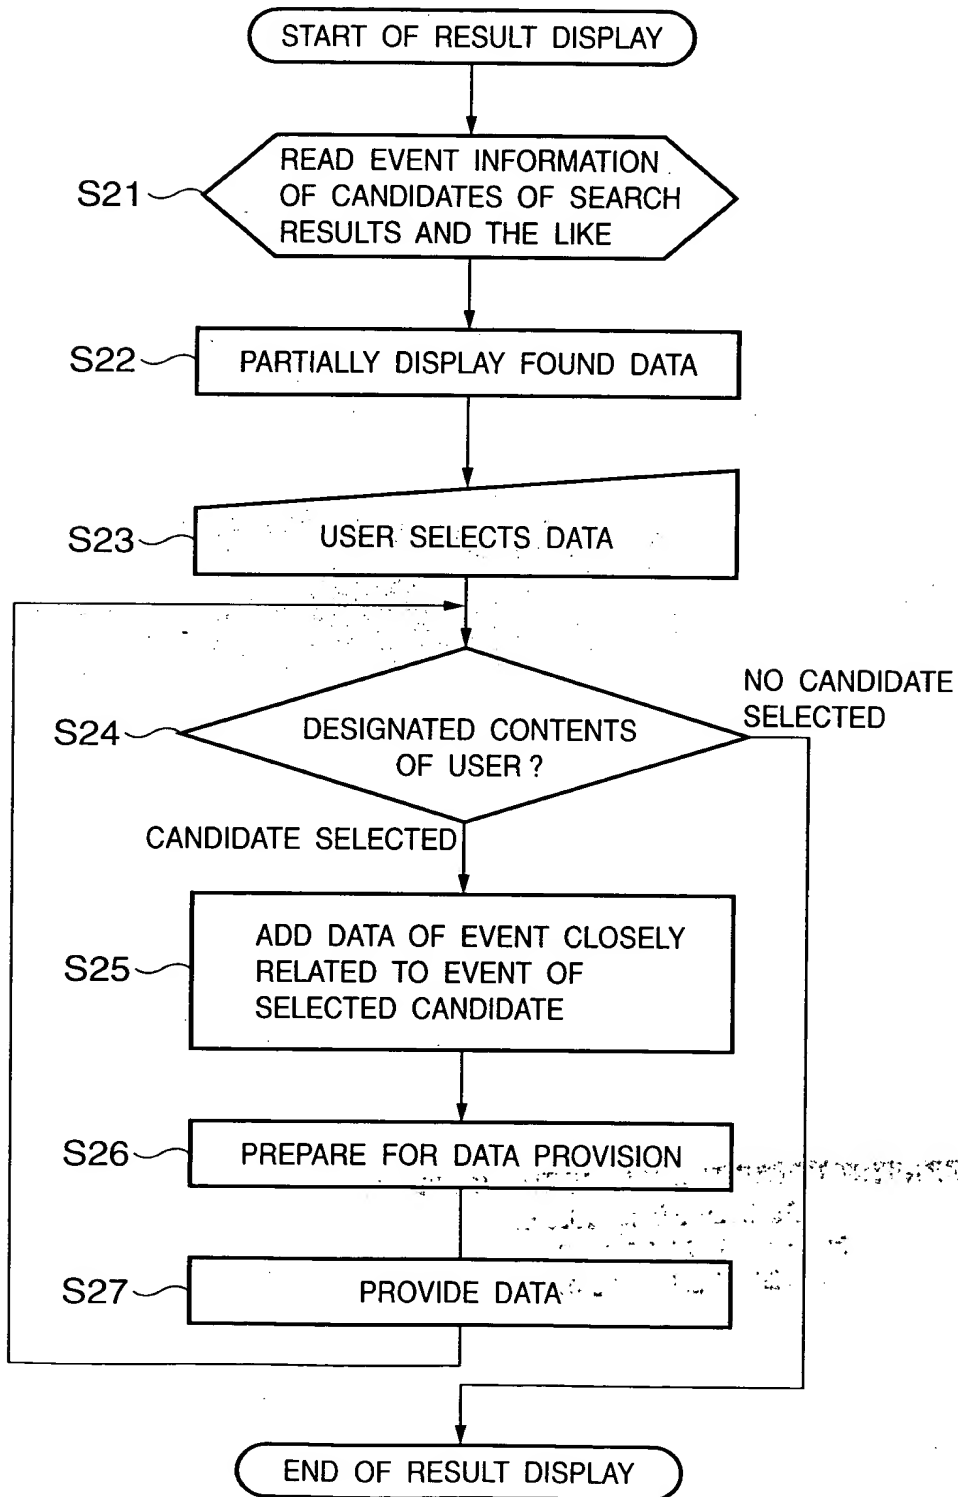 START OF RESULT DISPLAY
S21
READ EVENT INFORMATION
OF CANDIDATES OF SEARCH
RESULTS AND THE LIKE
S22
PARTIALLY DISPLAY FOUND DATA
S23
USER SELECTS DATA
S24
DESIGNATED CONTENTS
OF USER?
NO CANDIDATE
SELECTED
CANDIDATE SELECTED
S25
ADD DATA OF EVENT CLOSELY
RELATED TO EVENT OF
SELECTED CANDIDATE
S26
PREPARE FOR DATA PROVISION
S27
PROVIDE DATA
END OF RESULT DISPLAY